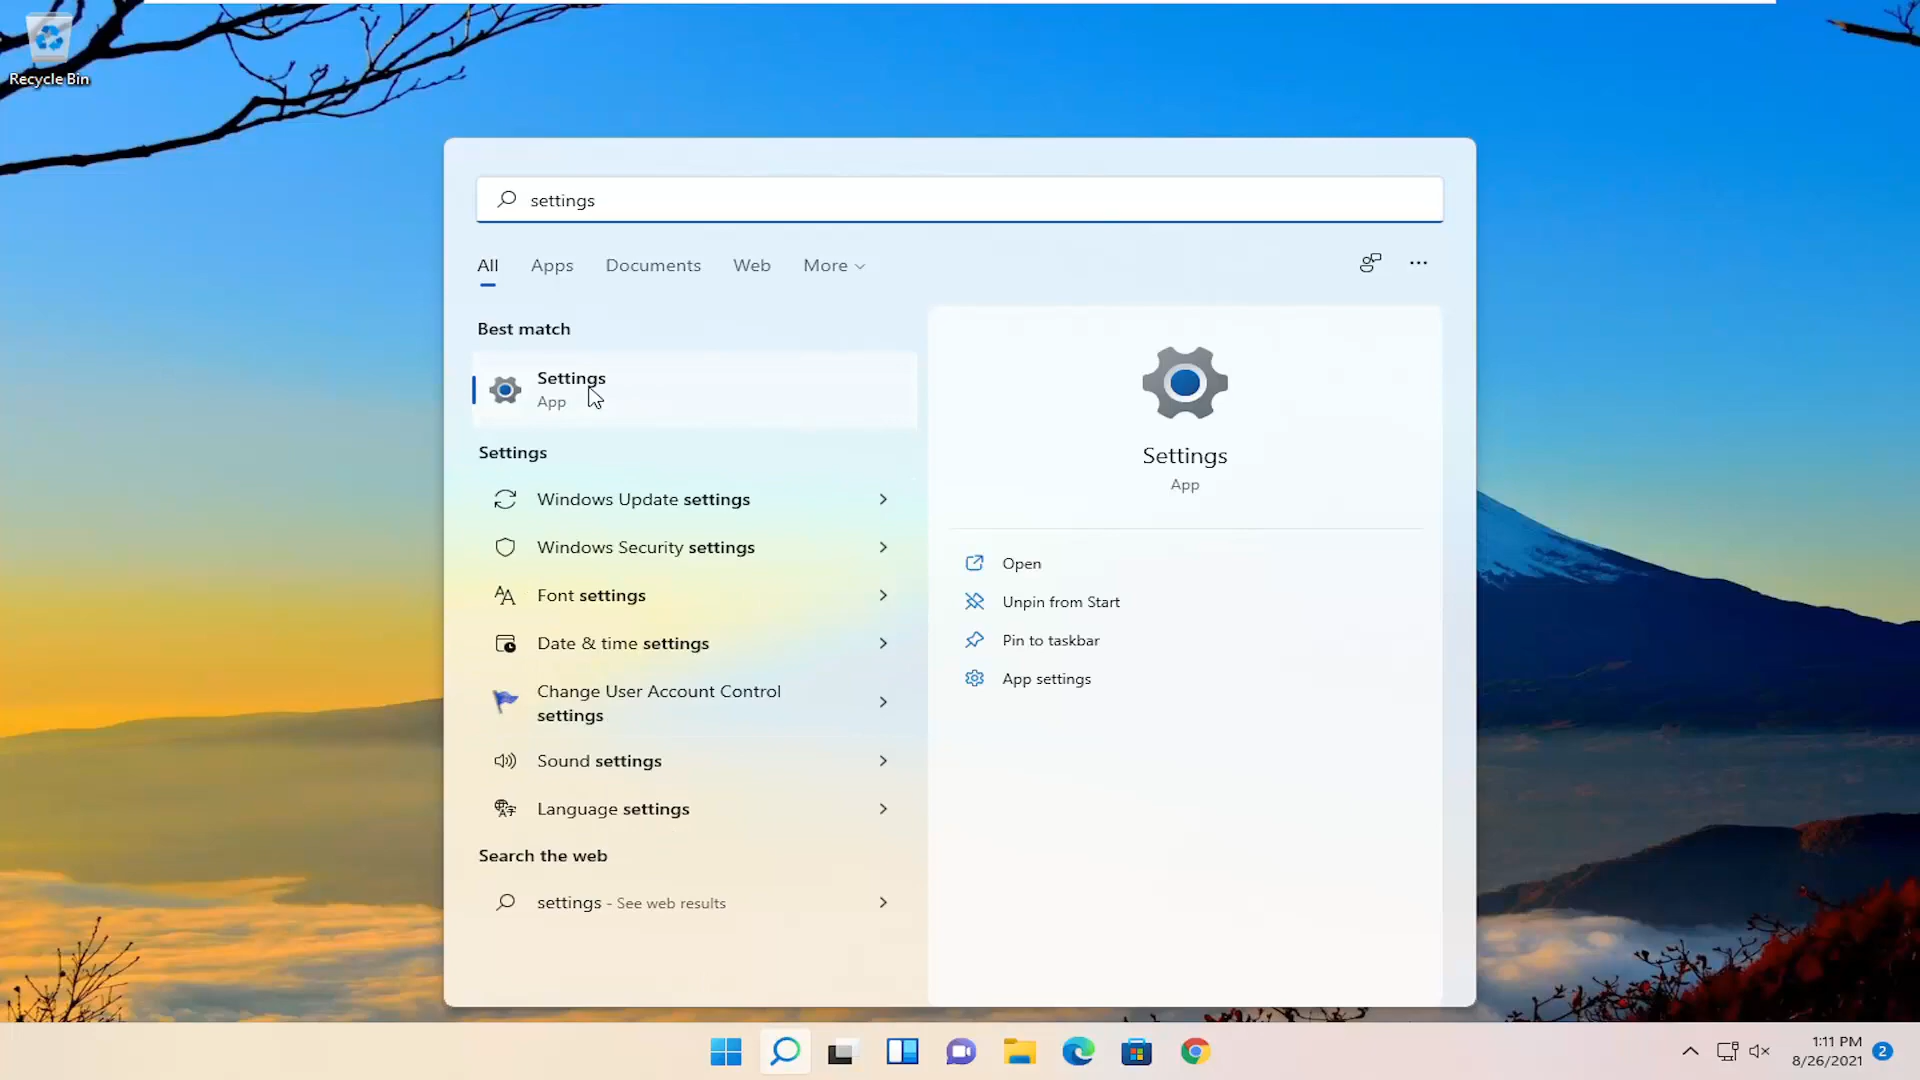 Recycle Bin
settings
All Apps Documents Web More
Best match
Settings
App
Settings
Windows Update settings
Windows Security settings
Font settings
Date & time settings
Change User Account Control
settings
Sound settings
Language settings
Search the web
settings - See web results
Settings
App
Open
Unpin from Start
Pin to taskbar
App settings
1:11 PM
8/26/2021
2